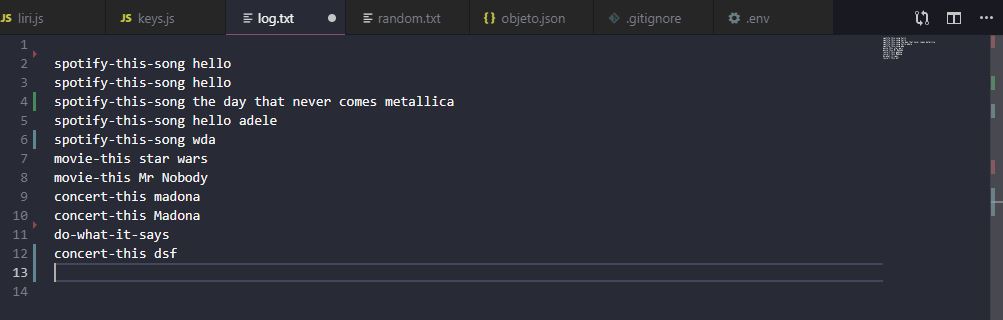 JS liri.js JS keys.js log.txt random.txt {} objeto.json .gitignore .env
1
2 spotify-this-song hello
3 spotify-this-song hello
4 spotify-this-song the day that never comes metallica
5 spotify-this-song hello adele
6 spotify-this-song wda
7 movie-this star wars
8 movie-this Mr Nobody
9 concert-this madona
10 concert-this Madona
11 do-what-it-says
12 concert-this dsf
13
14